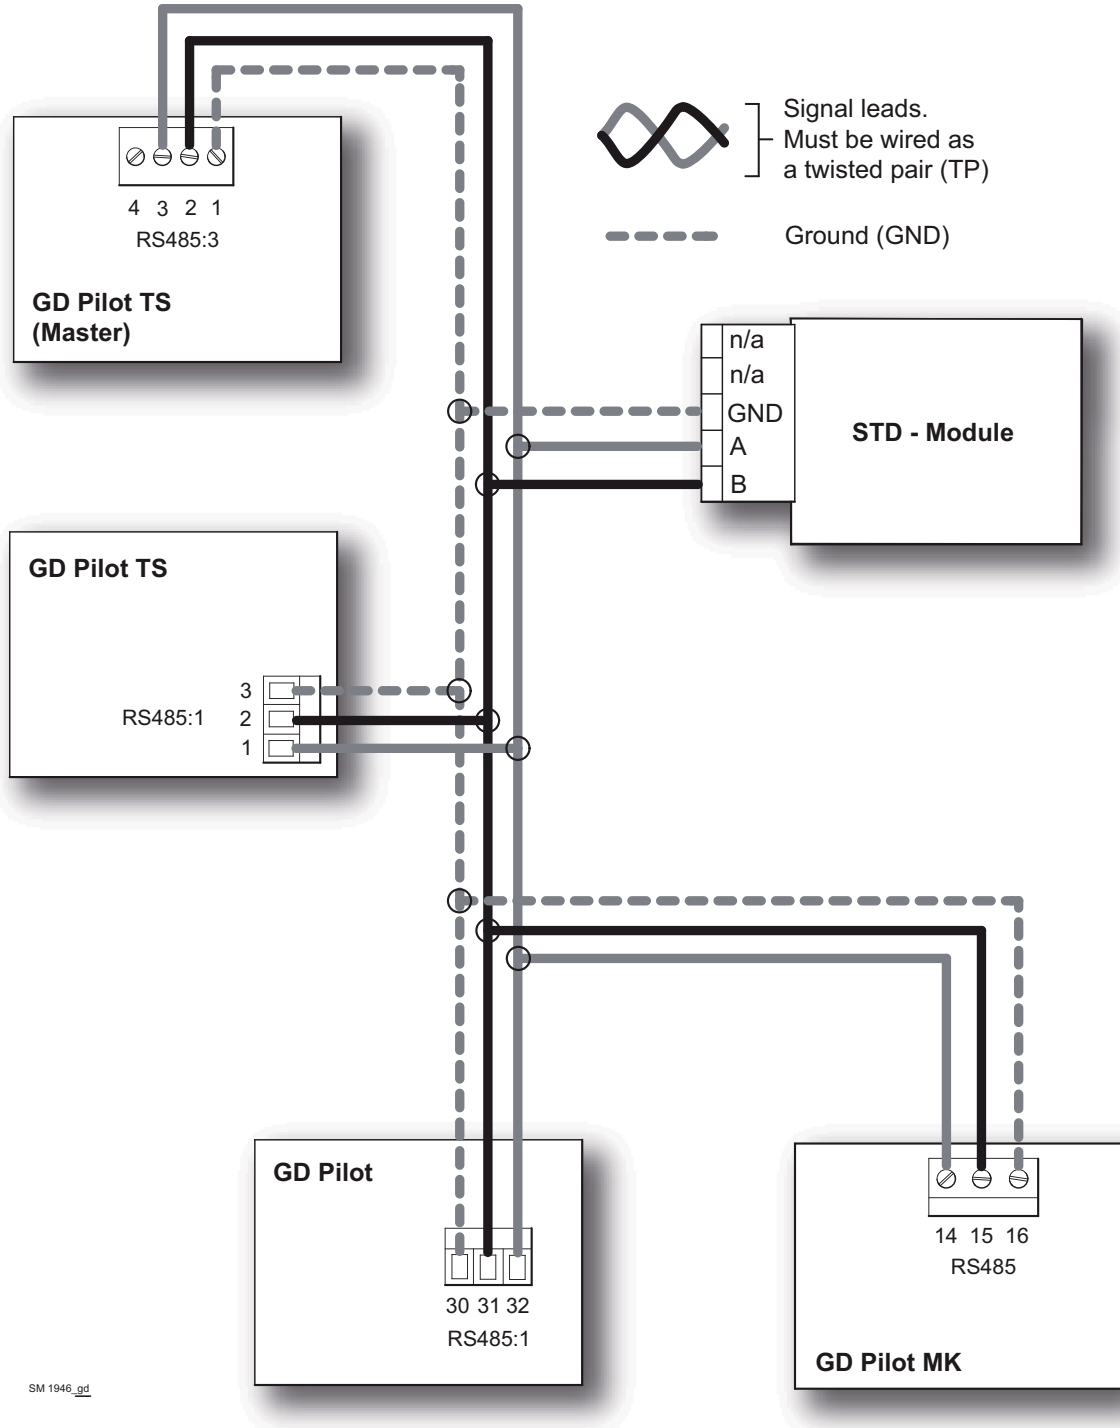 Signal leads.
Must be wired as
a twisted pair (TP)
Ground (GND)
4 3 2 1
RS485:3
GD Pilot TS
(Master)
n/a
n/a
GND
A
B
STD - Module
GD Pilot TS
3
RS485:1 2
1
GD Pilot
30 31 32
RS485:1
14 15 16
RS485
GD Pilot MK
SM 1946_gd